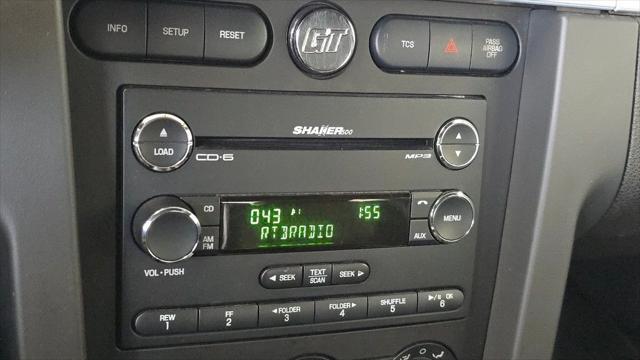 INFO SETUP RESET GT TCS PASS AIRBAG OFF
SHAKER 500
LOAD CD-6 MP3
CD 043 1:55 MENU
AM FM RTBRADIO AUX
VOL • PUSH SEEK TEXT SCAN SEEK
REW 1 FF 2 FOLDER 3 FOLDER 4 SHUFFLE 5 OK 6